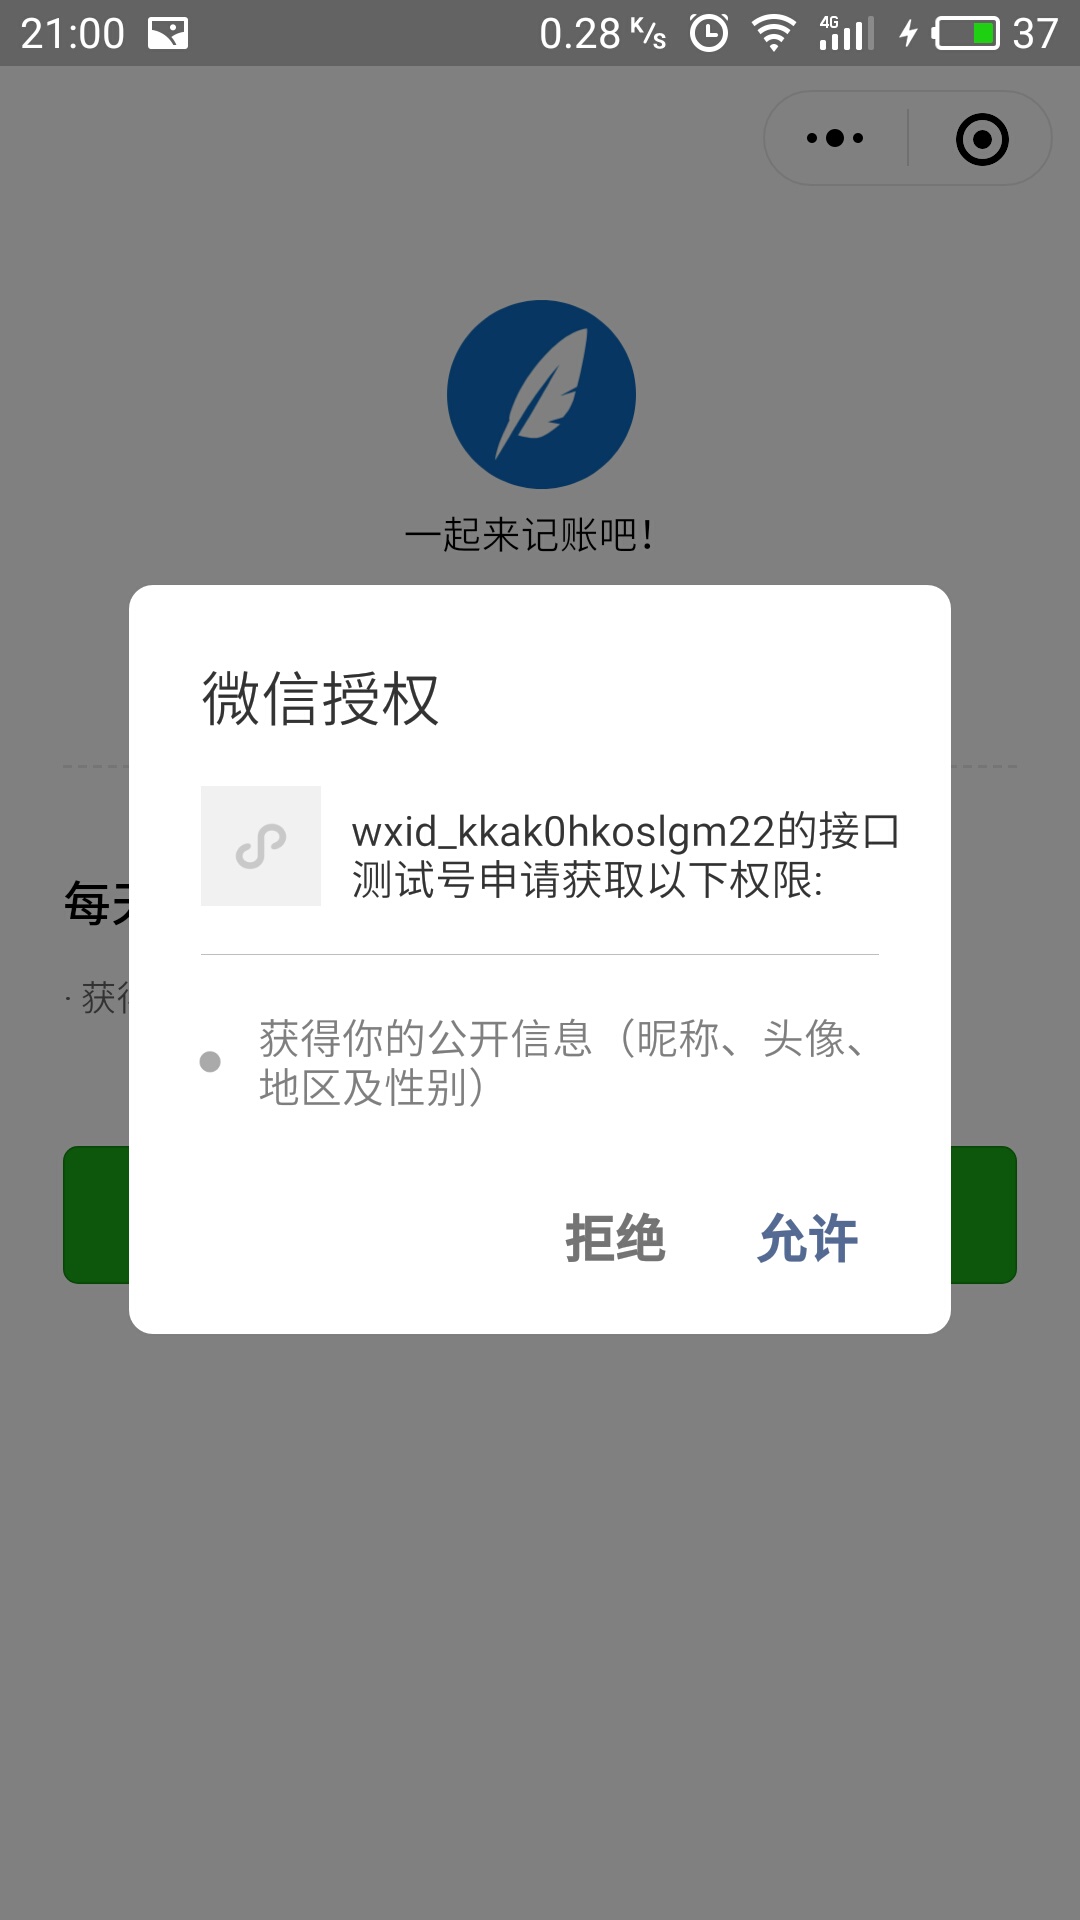 21:00
0.28 K/s
4G
37
一起来记账吧!
微信授权
wxid_kkak0hkoslgm22的接口
测试号申请获取以下权限:
每天
· 获得
获得你的公开信息（昵称、头像、
地区及性别）
拒绝
允许